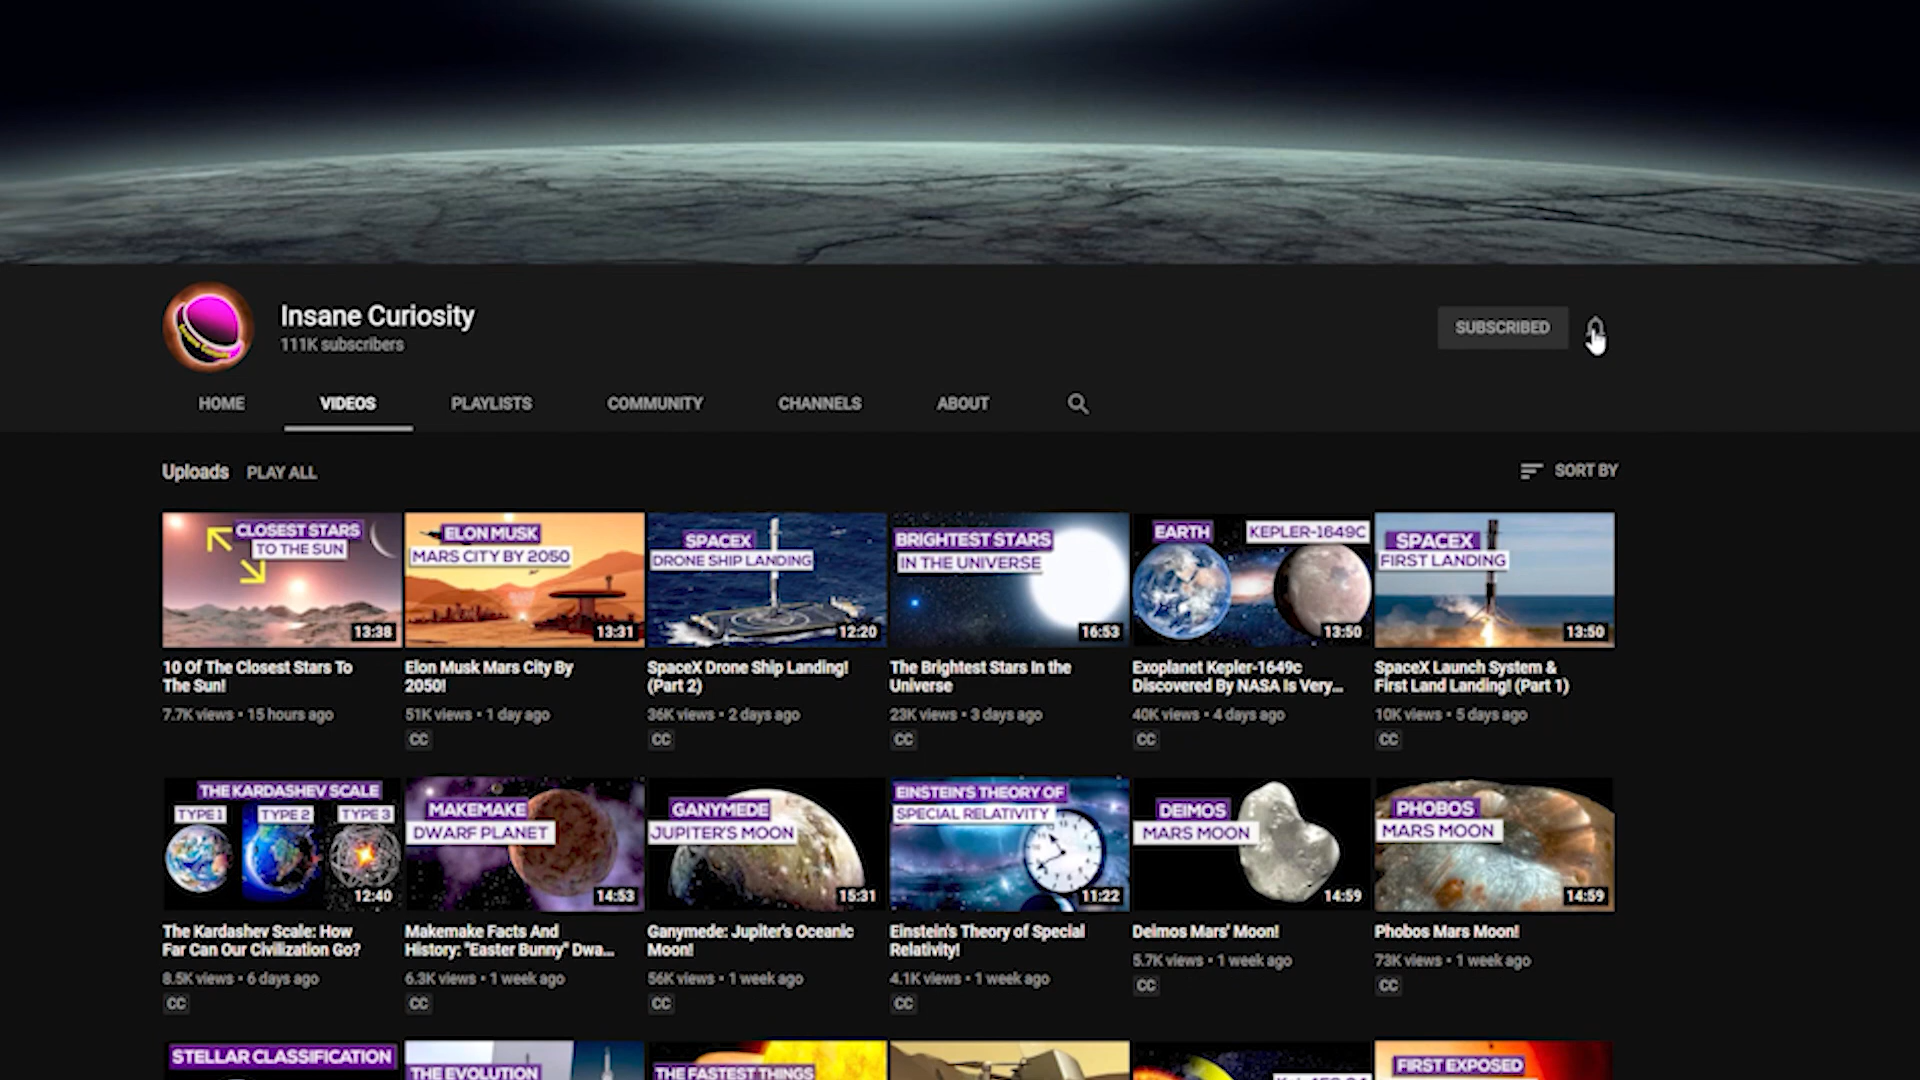 Insane Curiosity
111K subscribers
SUBSCRIBED
HOME
VIDEOS
PLAYLISTS
COMMUNITY
CHANNELS
ABOUT
Uploads
PLAY ALL
SORT BY
CLOSEST STARS
TO THE SUN
13:38
ELON MUSK
MARS CITY BY 2050
13:31
SPACEX
DRONE SHIP LANDING
12:20
BRIGHTEST STARS
IN THE UNIVERSE
16:53
EARTH
KEPLER-1649C
13:50
SPACEX
FIRST LANDING
13:50
10 Of The Closest Stars To
The Sun!
7.7K views • 15 hours ago
Elon Musk Mars City By
2050!
51K views • 1 day ago
CC
SpaceX Drone Ship Landing!
(Part 2)
36K views • 2 days ago
CC
The Brightest Stars In the
Universe
23K views • 3 days ago
CC
Exoplanet Kepler-1649c
Discovered By NASA Is Very...
40K views • 4 days ago
CC
SpaceX Launch System &
First Land Landing! (Part 1)
10K views • 5 days ago
CC
THE KARDASHEV SCALE
TYPE 1
TYPE 2
TYPE 3
12:40
MAKEMAKE
DWARF PLANET
14:53
GANYMEDE
JUPITER'S MOON
15:31
EINSTEIN'S THEORY OF
SPECIAL RELATIVITY
11:22
DEIMOS
MARS MOON
14:59
PHOBOS
MARS MOON
14:59
The Kardashev Scale: How
Far Can Our Civilization Go?
8.5K views • 6 days ago
CC
Makemake Facts And
History: "Easter Bunny" Dwa...
6.3K views • 1 week ago
CC
Ganymede: Jupiter's Oceanic
Moon!
56K views • 1 week ago
CC
Einstein's Theory of Special
Relativity!
4.1K views • 1 week ago
CC
Deimos Mars' Moon!
5.7K views • 1 week ago
CC
Phobos Mars Moon!
73K views • 1 week ago
CC
STELLAR CLASSIFICATION
THE EVOLUTION
THE FASTEST THINGS
FIRST EXPOSED